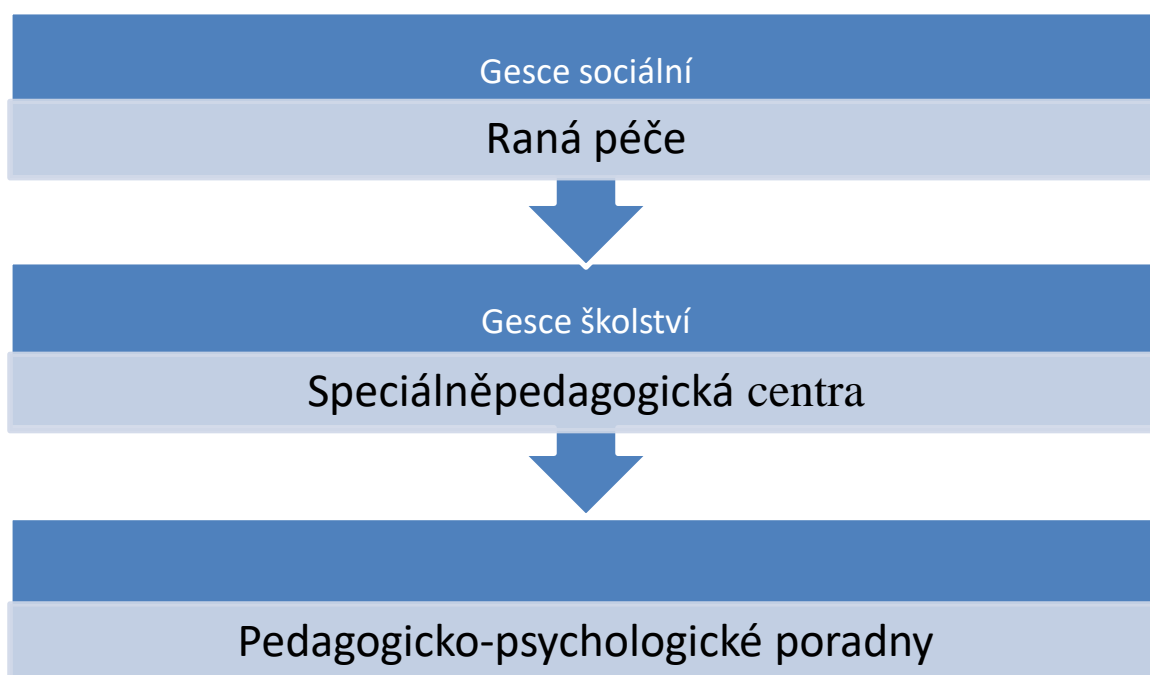 Gesce sociální
Raná péče
Gesce školství
Speciálněpedagogická centra
Pedagogicko-psychologické poradny